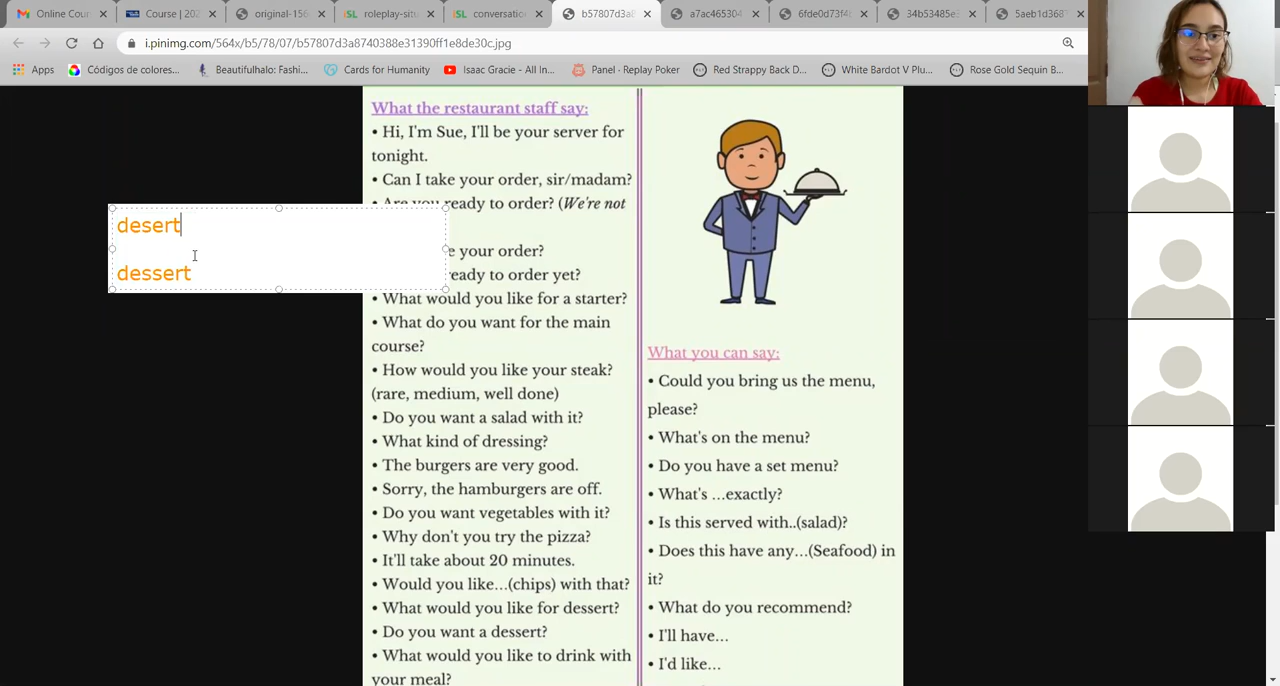 Online Cour
Course | 202
original-156
roleplay-situ
conversatio
b57807d3a8
a7ac465304
6fde0d73f4
34b53485e
5aeb1d368
i.pinimg.com/564x/b5/78/07/b57807d3a8740388e31390ff1e8de30c.jpg
Apps
Códigos de colores...
Beautifulhalo: Fashi...
Cards for Humanity
Isaac Gracie - All In...
Panel · Replay Poker
Red Strappy Back D...
White Bardot V Plu...
Rose Gold Sequin B...
What the restaurant staff say:
• Hi, I'm Sue, I'll be your server for
tonight.
• Can I take your order, sir/madam?
• Are you ready to order? (We're not
desert
e your order?
dessert
ready to order yet?
• What would you like for a starter?
• What do you want for the main
course?
• How would you like your steak?
(rare, medium, well done)
• Do you want a salad with it?
• What kind of dressing?
• The burgers are very good.
• Sorry, the hamburgers are off.
• Do you want vegetables with it?
• Why don't you try the pizza?
• It'll take about 20 minutes.
• Would you like...(chips) with that?
• What would you like for dessert?
• Do you want a dessert?
• What would you like to drink with
your meal?
What you can say:
• Could you bring us the menu,
please?
• What's on the menu?
• Do you have a set menu?
• What's ...exactly?
• Is this served with..(salad)?
• Does this have any...(Seafood) in
it?
• What do you recommend?
• I'll have...
• I'd like...